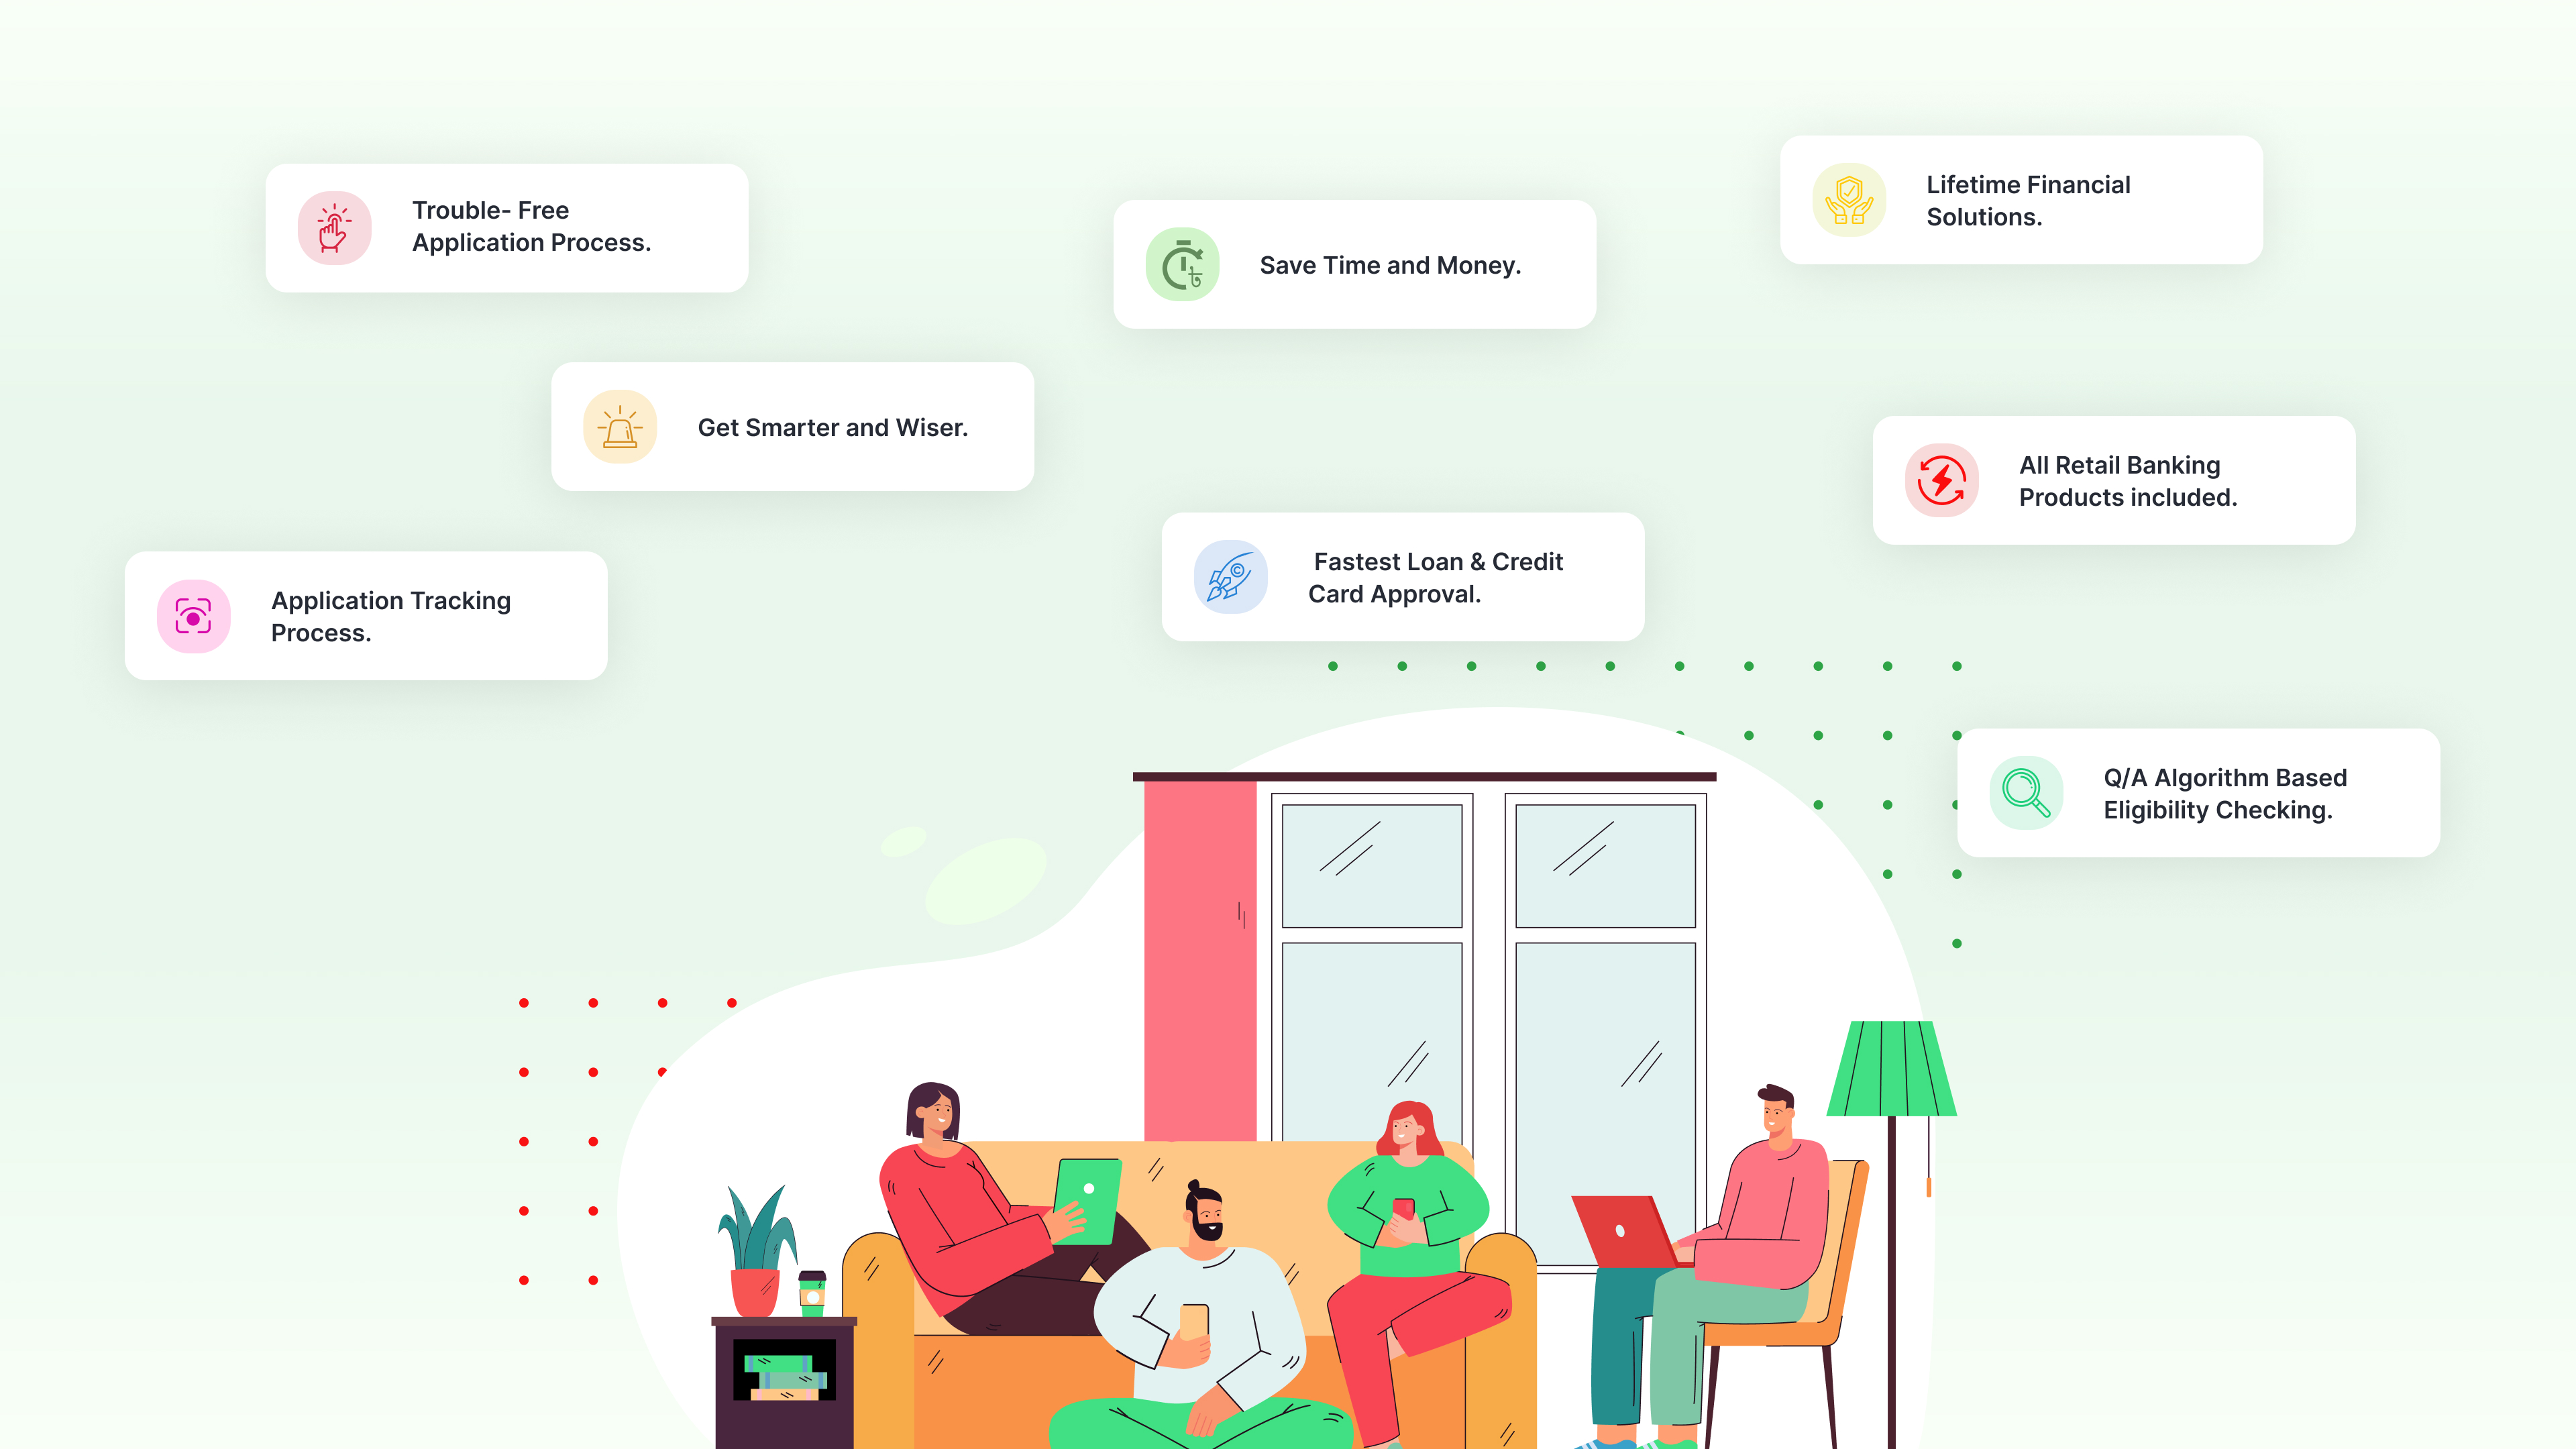 Trouble- Free
Application Process.
Save Time and Money.
Lifetime Financial
Solutions.
Get Smarter and Wiser.
All Retail Banking
Products included.
Fastest Loan & Credit
Card Approval.
Application Tracking
Process.
Q/A Algorithm Based
Eligibility Checking.